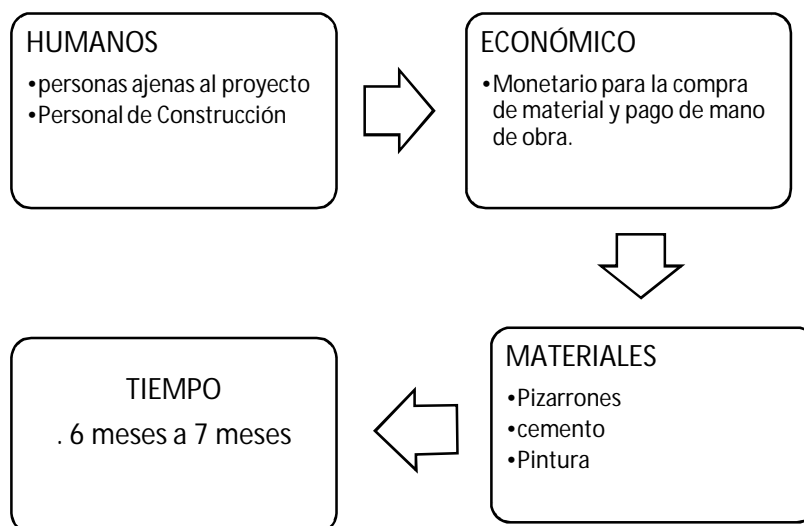 HUMANOS
•personas ajenas al proyecto
•Personal de Construcción
ECONÓMICO
•Monetario para la compra
de material y pago de mano
de obra.
MATERIALES
•Pizarrones
•cemento
•Pintura
TIEMPO
. 6 meses a 7 meses